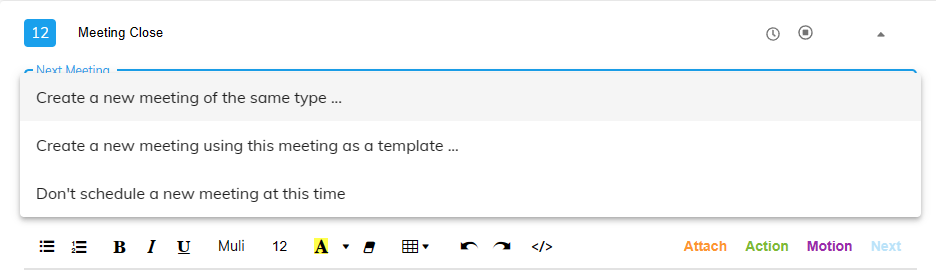 12 Meeting Close
Next Meeting
Create a new meeting of the same type ...
Create a new meeting using this meeting as a template ...
Don't schedule a new meeting at this time
B I U Muli 12 A </> Attach Action Motion Next